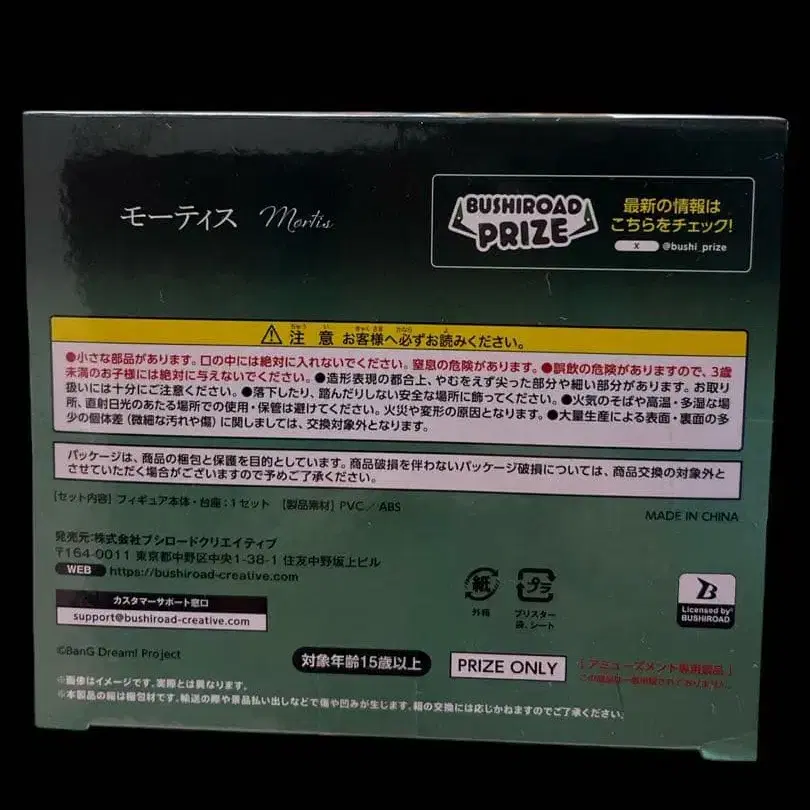 モーティス Mortis
BUSHIROAD
PRIZE
最新の情報は
こちらをチェック!
X @bushi_prize
注意 お客様へ必ずお読みください。
●小さな部品があります。口の中には絶対に入れないでください。窒息の危険があります。●誤飲の危険がありますので、3歳
未満のお子様には絶対に与えないでください。●造形表現の都合上、やむをえず尖った部分や細い部分があります。お取り
扱いには十分にご注意ください。●落下したり、踏んだりしない安全な場所に飾ってください。●火気のそばや高温・多湿な場
所、直射日光のあたる場所での使用・保管は避けてください。火災や変形の原因となります。●大量生産による表面・裏面の多
少の個体差(微細な汚れや傷)に関しましては、交換対象外となります。
パッケージは、商品の梱包と保護を目的としています。商品破損を伴わないパッケージ破損については、商品交換の対象外と
させていただく場合がございますので予めご了承ください。
[セット内容]フィギュア本体・台座:1セット 【製品素材】PVC/ABS
MADE IN CHINA
発売元:株式会社ブシロードクリエイティブ
〒164-0011 東京都中野区中央1-38-1 住友中野坂上ビル
WEB https://bushiroad-creative.com
カスタマーサポート窓口
support@bushiroad-creative.com
紙
外箱
プラ
ブリスター
袋、シート
B
Licensed by
BUSHIROAD
©BanG Dream! Project
対象年齢15歳以上
PRIZE ONLY
[アミューズメント専用景品]
この商品は一般用販されておりません。
※画像はイメージです。実際とは異なります。
※本製品の箱は梱包材です。輸送の際や景品払い出しなどで傷や凹みが生じます。箱の交換には応じかねますのでご了承ください。